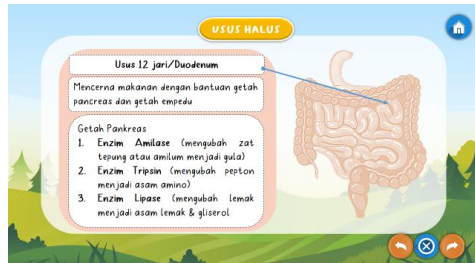 USUS HALUS
Usus 12 jari/Duodenum
Mencerna makanan dengan bantuan getah
pancreas dan getah empedu
Getah Pankreas
1. Enzim Amilase (mengubah zat
tepung atau amilum menjadi gula)
2. Enzim Tripsin (mengubah pepton
menjadi asam amino)
3. Enzim Lipase (mengubah lemak
menjadi asam lemak & gliserol